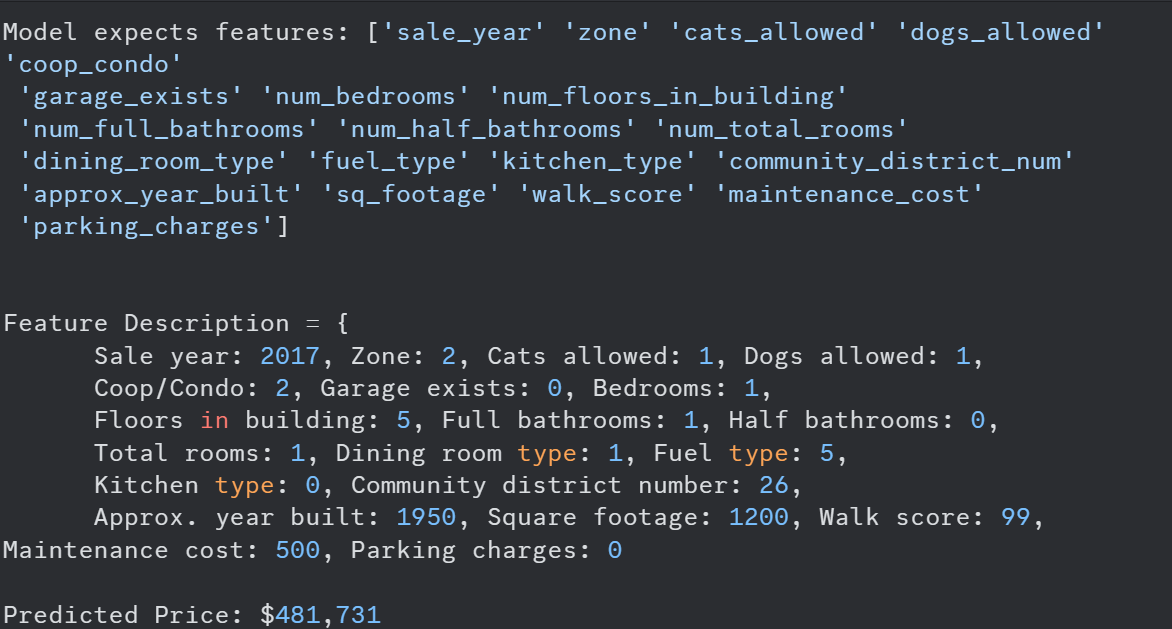 Model expects features: ['sale_year' 'zone' 'cats_allowed' 'dogs_allowed'
'coop_condo'
'garage_exists' 'num_bedrooms' 'num_floors_in_building'
'num_full_bathrooms' 'num_half_bathrooms' 'num_total_rooms'
'dining_room_type' 'fuel_type' 'kitchen_type' 'community_district_num'
'approx_year_built' 'sq_footage' 'walk_score' 'maintenance_cost'
'parking_charges']
Feature Description = {
Sale year: 2017, Zone: 2, Cats allowed: 1, Dogs allowed: 1,
Coop/Condo: 2, Garage exists: 0, Bedrooms: 1,
Floors in building: 5, Full bathrooms: 1, Half bathrooms: 0,
Total rooms: 1, Dining room type: 1, Fuel type: 5,
Kitchen type: 0, Community district number: 26,
Approx. year built: 1950, Square footage: 1200, Walk score: 99,
Maintenance cost: 500, Parking charges: 0
Predicted Price: $481,731